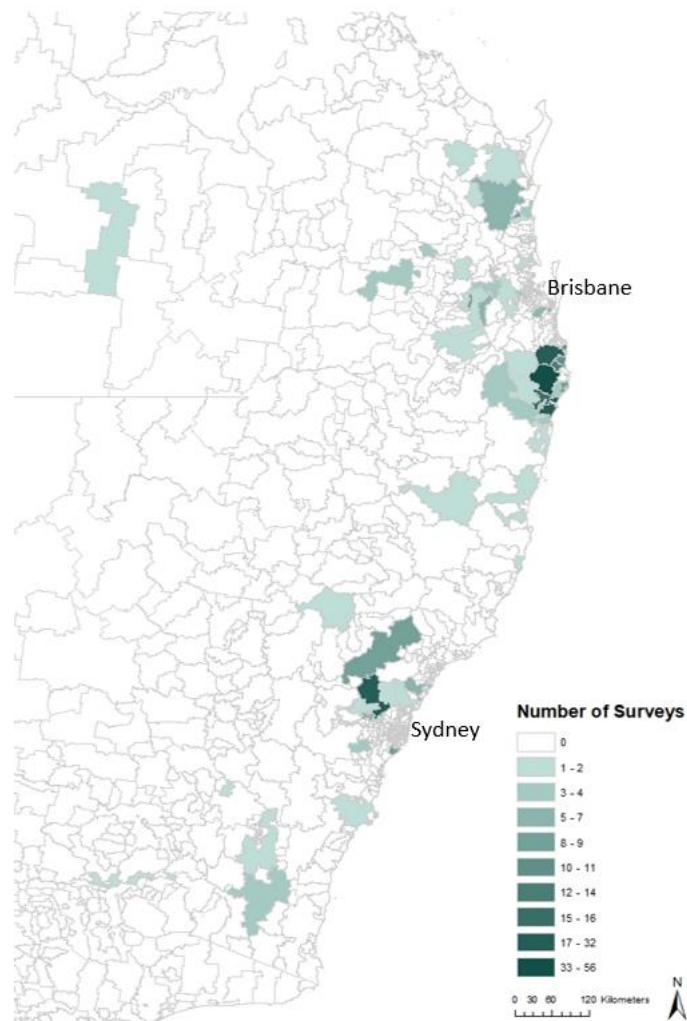 Brisbane
Sydney
Number of Surveys
0
1 - 2
3 - 4
5 - 7
8 - 9
10 - 11
12 - 14
15 - 16
17 - 32
33 - 56
N
0 30 60 120 Kilometers